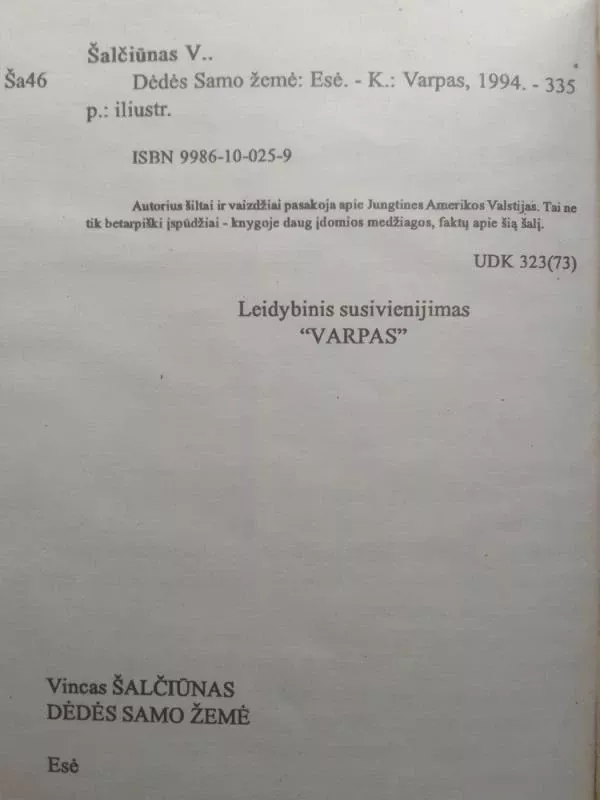 Šalčiūnas V..
Ša46 Dėdės Samo žemė: Esė. - K.: Varpas, 1994. - 335
p.: iliustr.
ISBN 9986-10-025-9
Autorius šiltai ir vaizdžiai pasakoja apie Jungtines Amerikos Valstijas. Tai ne
tik betarpiški įspūdžiai - knygoje daug įdomios medžiagos, faktų apie šią šalį.
UDK 323(73)
Leidybinis susivienijimas
“VARPAS”
Vincas ŠALČIŪNAS
DĖDĖS SAMO ŽEMĖ
Esė